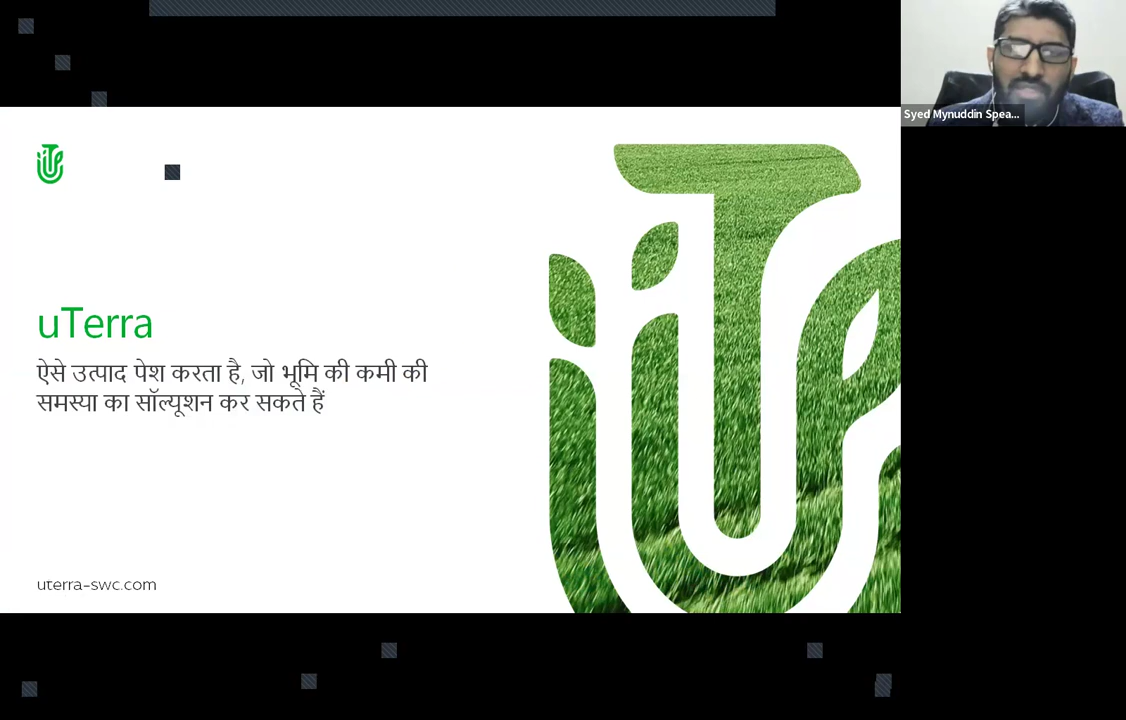 Syed Mynuddin Spea...
uTerra
ऐसे उत्पाद पेश करता है, जो भूमि की कमी की
समस्या का सॉल्यूशन कर सकते हैं
uterra-swc.com